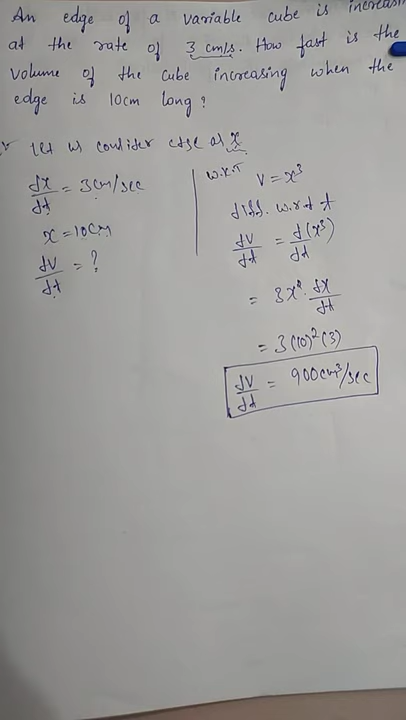 An edge of a variable cube is increasin
at the rate of 3 cm/s. How fast is the
volume of the cube increasing when the
edge is 10cm long?
let us consider edge as x
dx/dt = 3cm/sec
x = 10cm
dV/dt = ?
W.K.T V = x³
diff. w.r.t t
dV/dt = d(x³)/dt
= 3x² · dx/dt
= 3(10)²(3)
dV/dt = 900cm³/sec